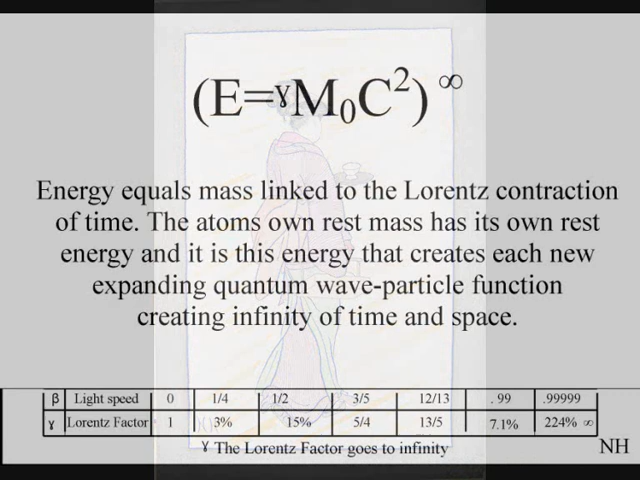 (E=γM₀C²)∞
Energy equals mass linked to the Lorentz contraction
of time. The atoms own rest mass has its own rest
energy and it is this energy that creates each new
expanding quantum wave-particle function
creating infinity of time and space.
β Light speed 0 1/4 1/2 3/5 12/13 . 99 .99999
γ Lorentz Factor 1 3% 15% 5/4 13/5 7.1% 224% ∞
γ The Lorentz Factor goes to infinity
NH